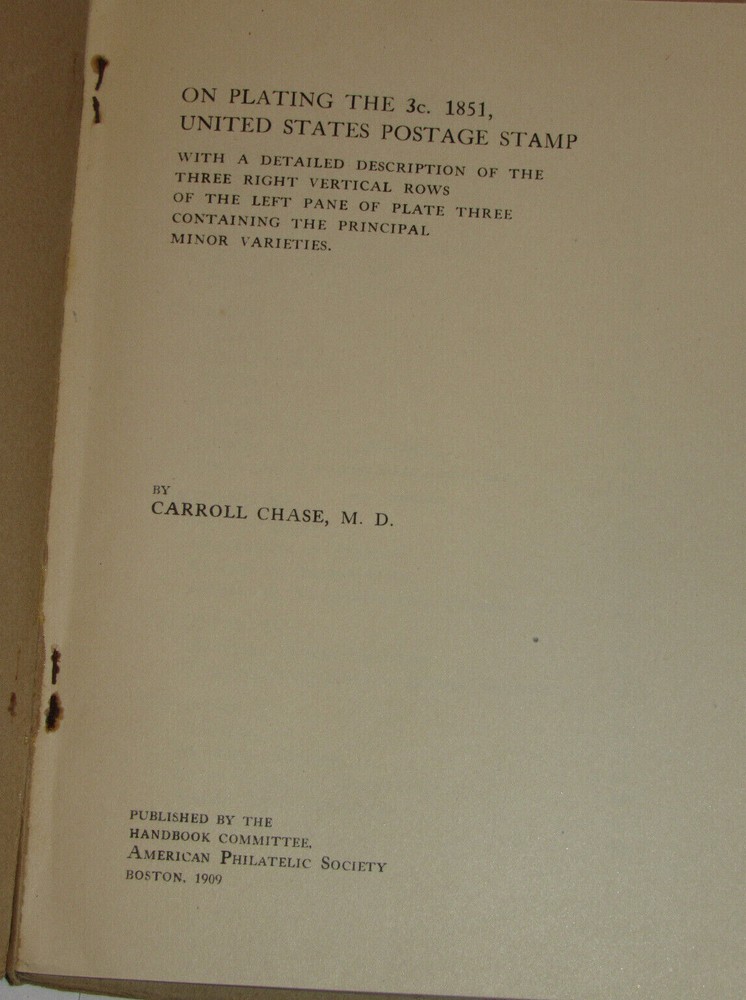 ON PLATING THE 3c. 1851,
UNITED STATES POSTAGE STAMP
WITH A DETAILED DESCRIPTION OF THE
THREE RIGHT VERTICAL ROWS
OF THE LEFT PANE OF PLATE THREE
CONTAINING THE PRINCIPAL
MINOR VARIETIES.
BY
CARROLL CHASE, M. D.
PUBLISHED BY THE
HANDBOOK COMMITTEE,
AMERICAN PHILATELIC SOCIETY
BOSTON, 1909